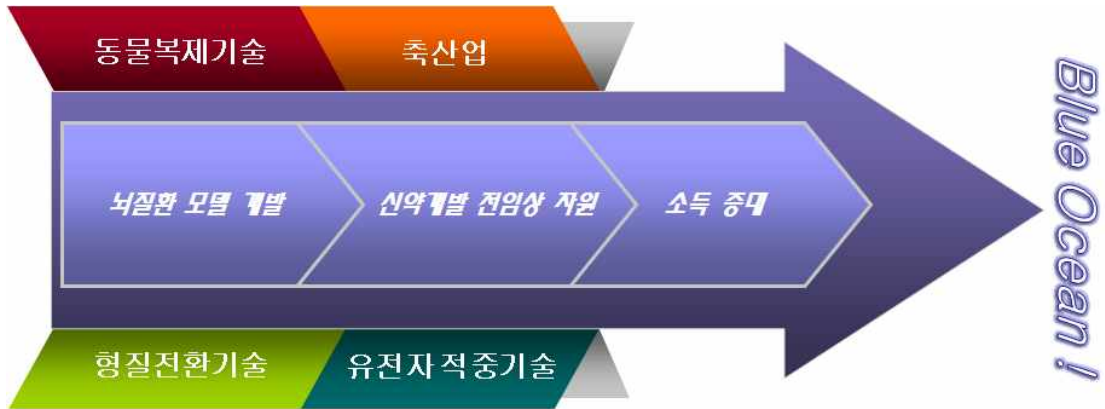 동물복제기술 축산업
뇌질환 모델 개발 신약개발 전임상 자원 소득 증대
형질전환기술 유전자적중기술
Blue Ocean !